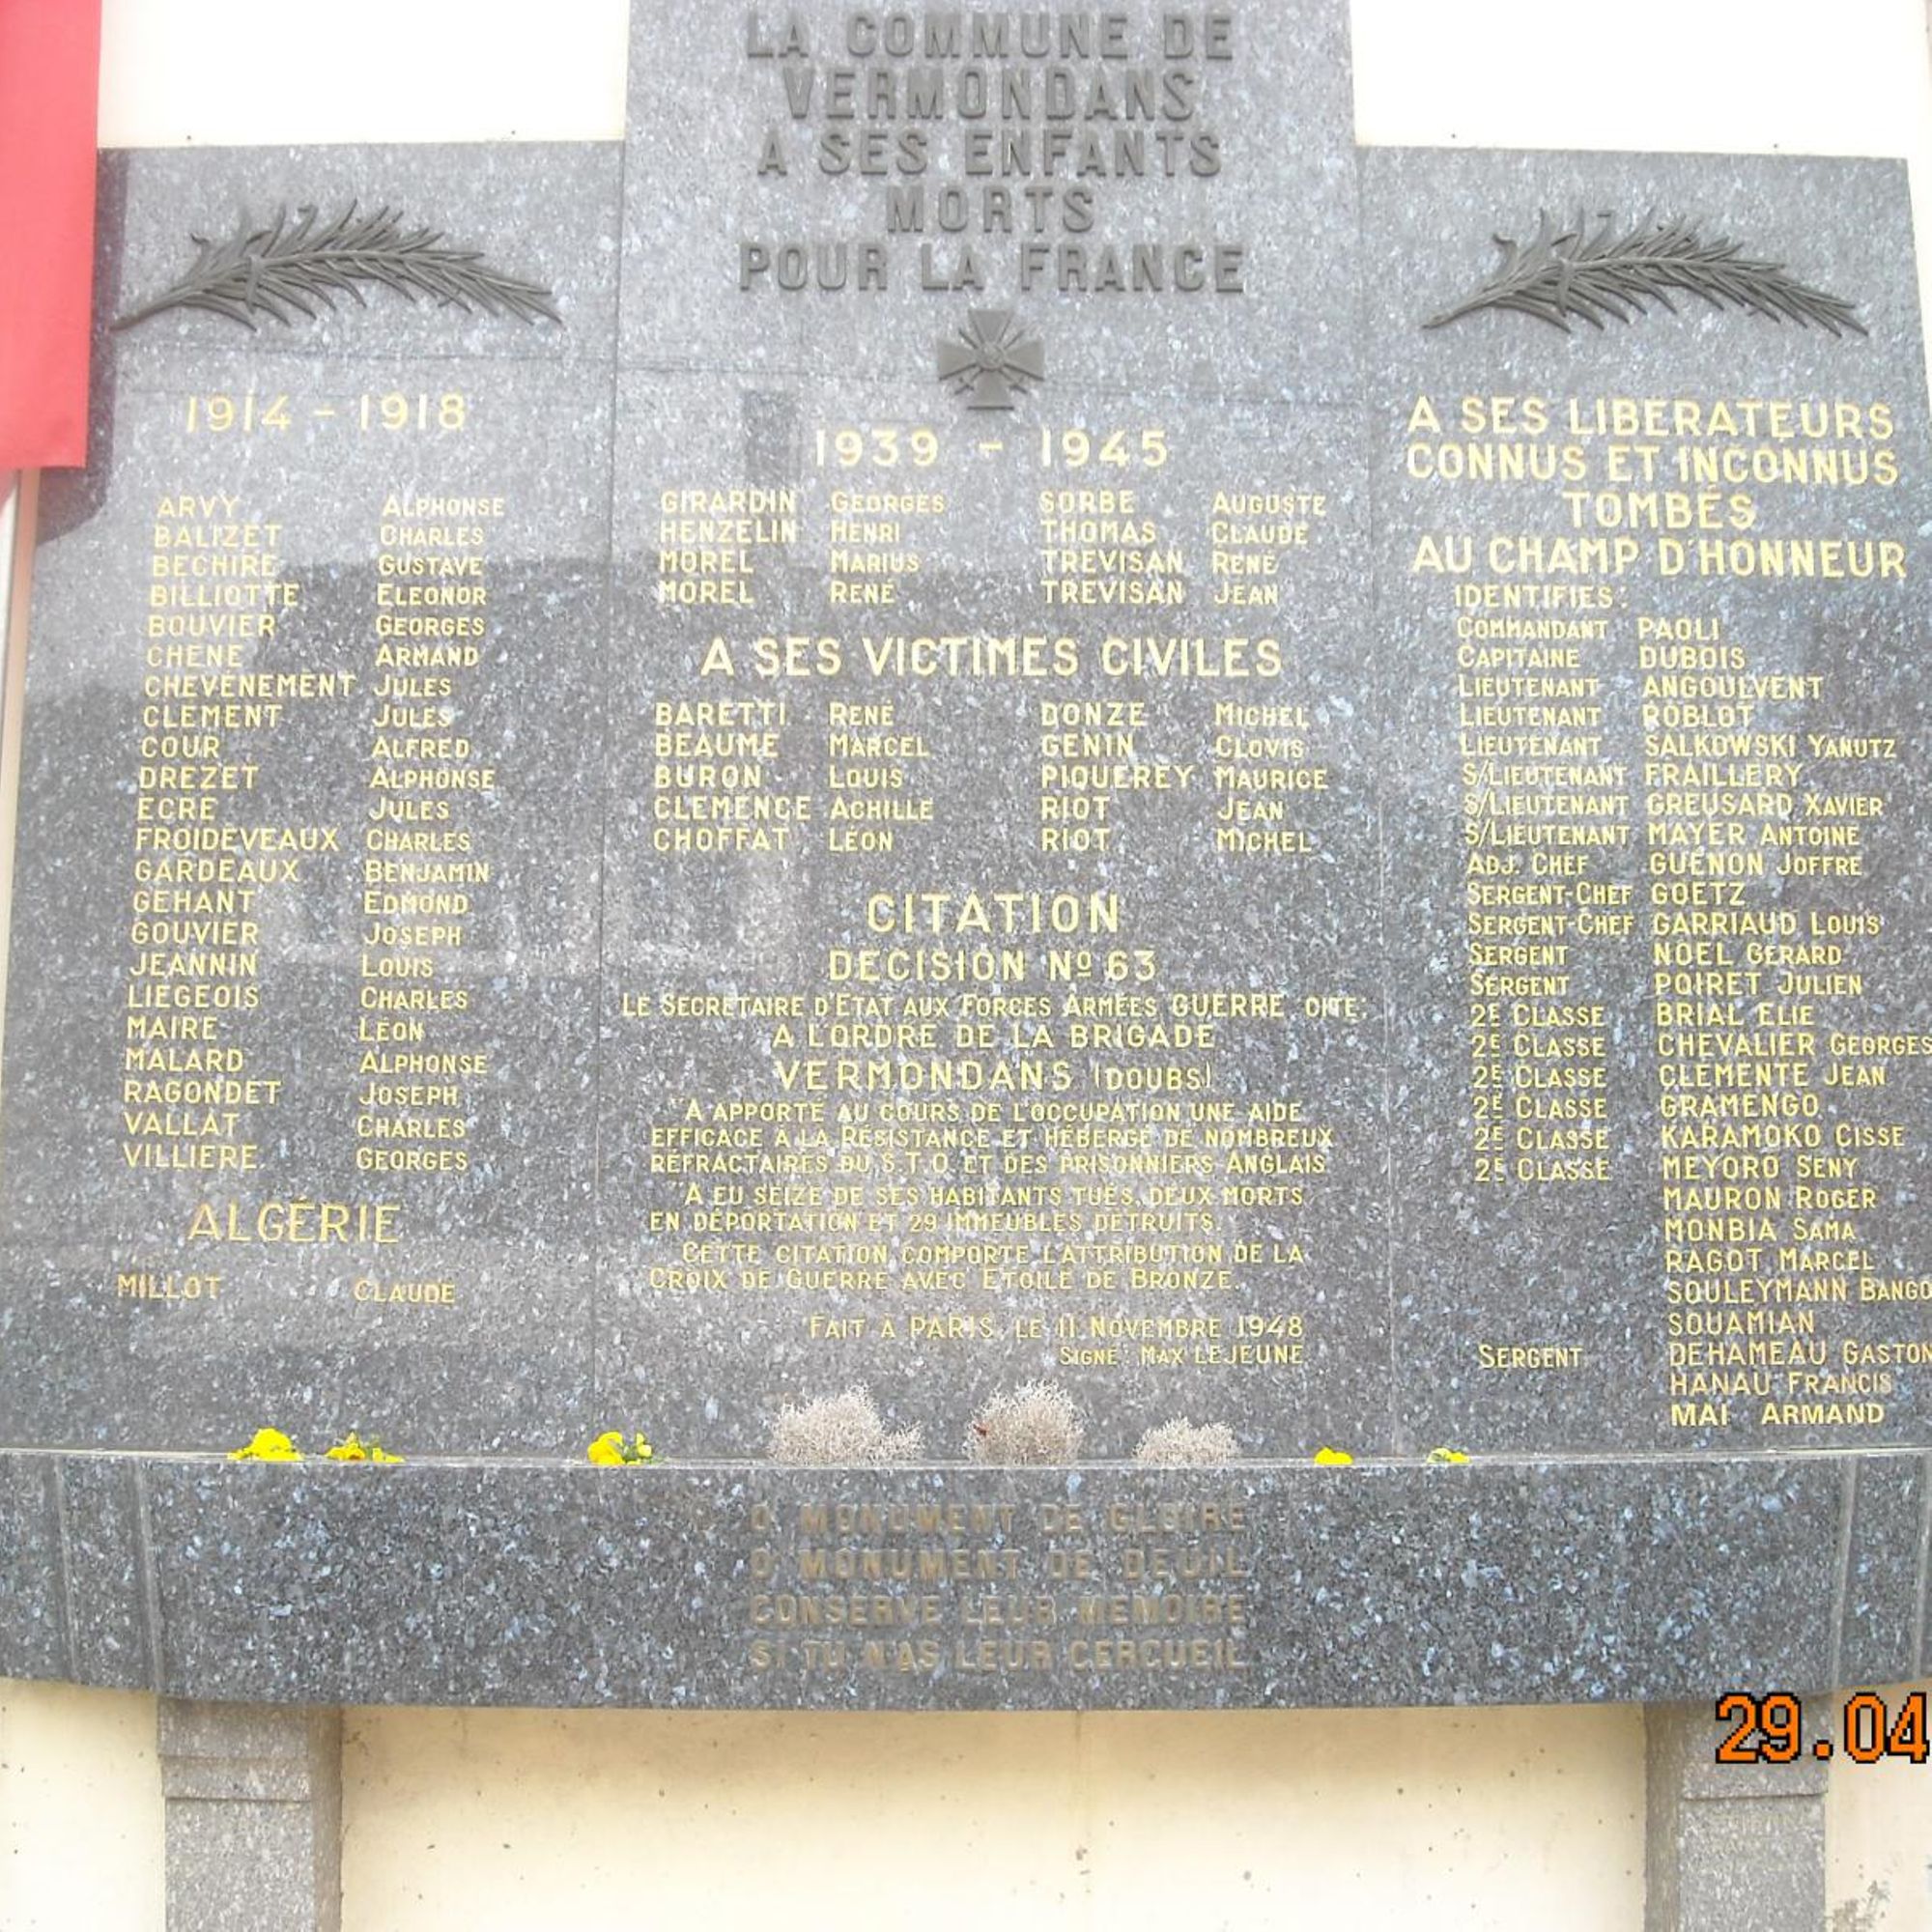 LA COMMUNE DE
VERMONDANS
A SES ENFANTS
MORTS
POUR LA FRANCE
1914 - 1918
ARVY ALPHONSE
BALIZET CHARLES
BECHIRE GUSTAVE
BILLIOTTE ELEONOR
BOUVIER GEORGES
CHENE ARMAND
CHEVÉNEMENT JULES
CLEMENT JULES
COUR ALFRED
DREZET ALPHONSE
ECRE JULES
FROIDEVEAUX CHARLES
GARDEAUX BENJAMIN
GEHANT EDMOND
GOUVIER JOSEPH
JEANNIN LOUIS
LIEGEOIS CHARLES
MAIRE LÉON
MALARD ALPHONSE
RAGONDET JOSEPH
VALLAT CHARLES
VILLIERE GEORGES
ALGÉRIE
MILLOT CLAUDE
1939 - 1945
GIRARDIN GEORGES SORBE AUGUSTE
HENZELIN HENRI THOMAS CLAUDE
MOREL MARIUS TREVISAN RENÉ
MOREL RENÉ TREVISAN JEAN
A SES VICTIMES CIVILES
BARETTI RENÉ DONZE MICHEL
BEAUME MARCEL GENIN CLOVIS
BURON LOUIS PIQUEREY MAURICE
CLEMENCE ACHILLE RIOT JEAN
CHOFFAT LÉON RIOT MICHEL
CITATION
DECISION Nº 63
LE SECRETAIRE D'ETAT AUX FORCES ARMÉES GUERRE CITE:
A L'ORDRE DE LA BRIGADE
VERMONDANS (DOUBS)
"A APPORTÉ AU COURS DE L'OCCUPATION UNE AIDE
EFFICACE A LA RÉSISTANCE ET HÉBERGÉ DE NOMBREUX
RÉFRACTAIRES DU S.T.O. ET DES PRISONNIERS ANGLAIS
"A EU SEIZE DE SES HABITANTS TUÉS, DEUX MORTS
EN DÉPORTATION ET 29 IMMEUBLES DETRUITS.
CETTE CITATION COMPORTE L'ATTRIBUTION DE LA
CROIX DE GUERRE AVEC ETOILE DE BRONZE.
FAIT A PARIS, LE 11 NOVEMBRE 1948
SIGNÉ: MAX LEJEUNE
A SES LIBERATEURS
CONNUS ET INCONNUS
TOMBÉS
AU CHAMP D'HONNEUR
IDENTIFIES:
COMMANDANT PAOLI
CAPITAINE DUBOIS
LIEUTENANT ANGOULVENT
LIEUTENANT ROBLOT
LIEUTENANT SALKOWSKI YANUTZ
S/LIEUTENANT FRAILLERY
S/LIEUTENANT GREUSARD XAVIER
S/LIEUTENANT MAYER ANTOINE
ADJ. CHEF GUENON JOFFRE
SERGENT-CHEF GOETZ
SERGENT-CHEF GARRIAUD LOUIS
SERGENT NOEL GERARD
SERGENT POIRET JULIEN
2E CLASSE BRIAL ELIE
2E CLASSE CHEVALIER GEORGES
2E CLASSE CLEMENTE JEAN
2E CLASSE GRAMENGO
2E CLASSE KARAMOKO CISSE
2E CLASSE MEYORO SENY
MAURON ROGER
MONBIA SAMA
RAGOT MARCEL
SOULEYMANN BANGO
SOUAMIAN
SERGENT DEHAMEAU GASTON
HANAU FRANCIS
MAI ARMAND
O MONUMENT DE GLOIRE
O MONUMENT DE DEUIL
CONSERVE LEUR MEMOIRE
SI TU N'AS LEUR CERCUEIL
29.04